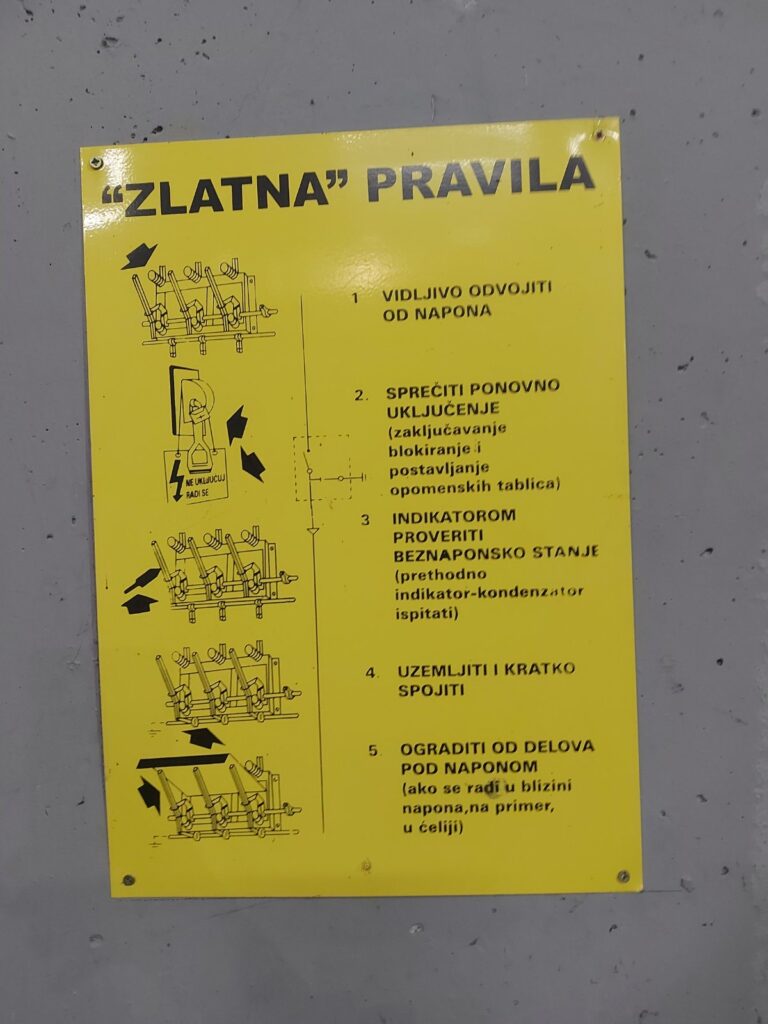 “ZLATNA” PRAVILA
1 VIDLJIVO ODVOJITI
OD NAPONA
2. SPREČITI PONOVNO
UKLJUČENJE
(zaključavanje
blokiranje i
postavljanje
opomenskih tablica)
NE UKLJUCUJ
RADI SE
3 INDIKATOROM
PROVERITI
BEZNAPONSKO STANJE
(prethodno
indikator-kondenzator
ispitati)
4. UZEMLJITI I KRATKO
SPOJITI
5. OGRADITI OD DELOVA
POD NAPONOM
(ako se radi u blizini
napona,na primer,
u ćeliji)